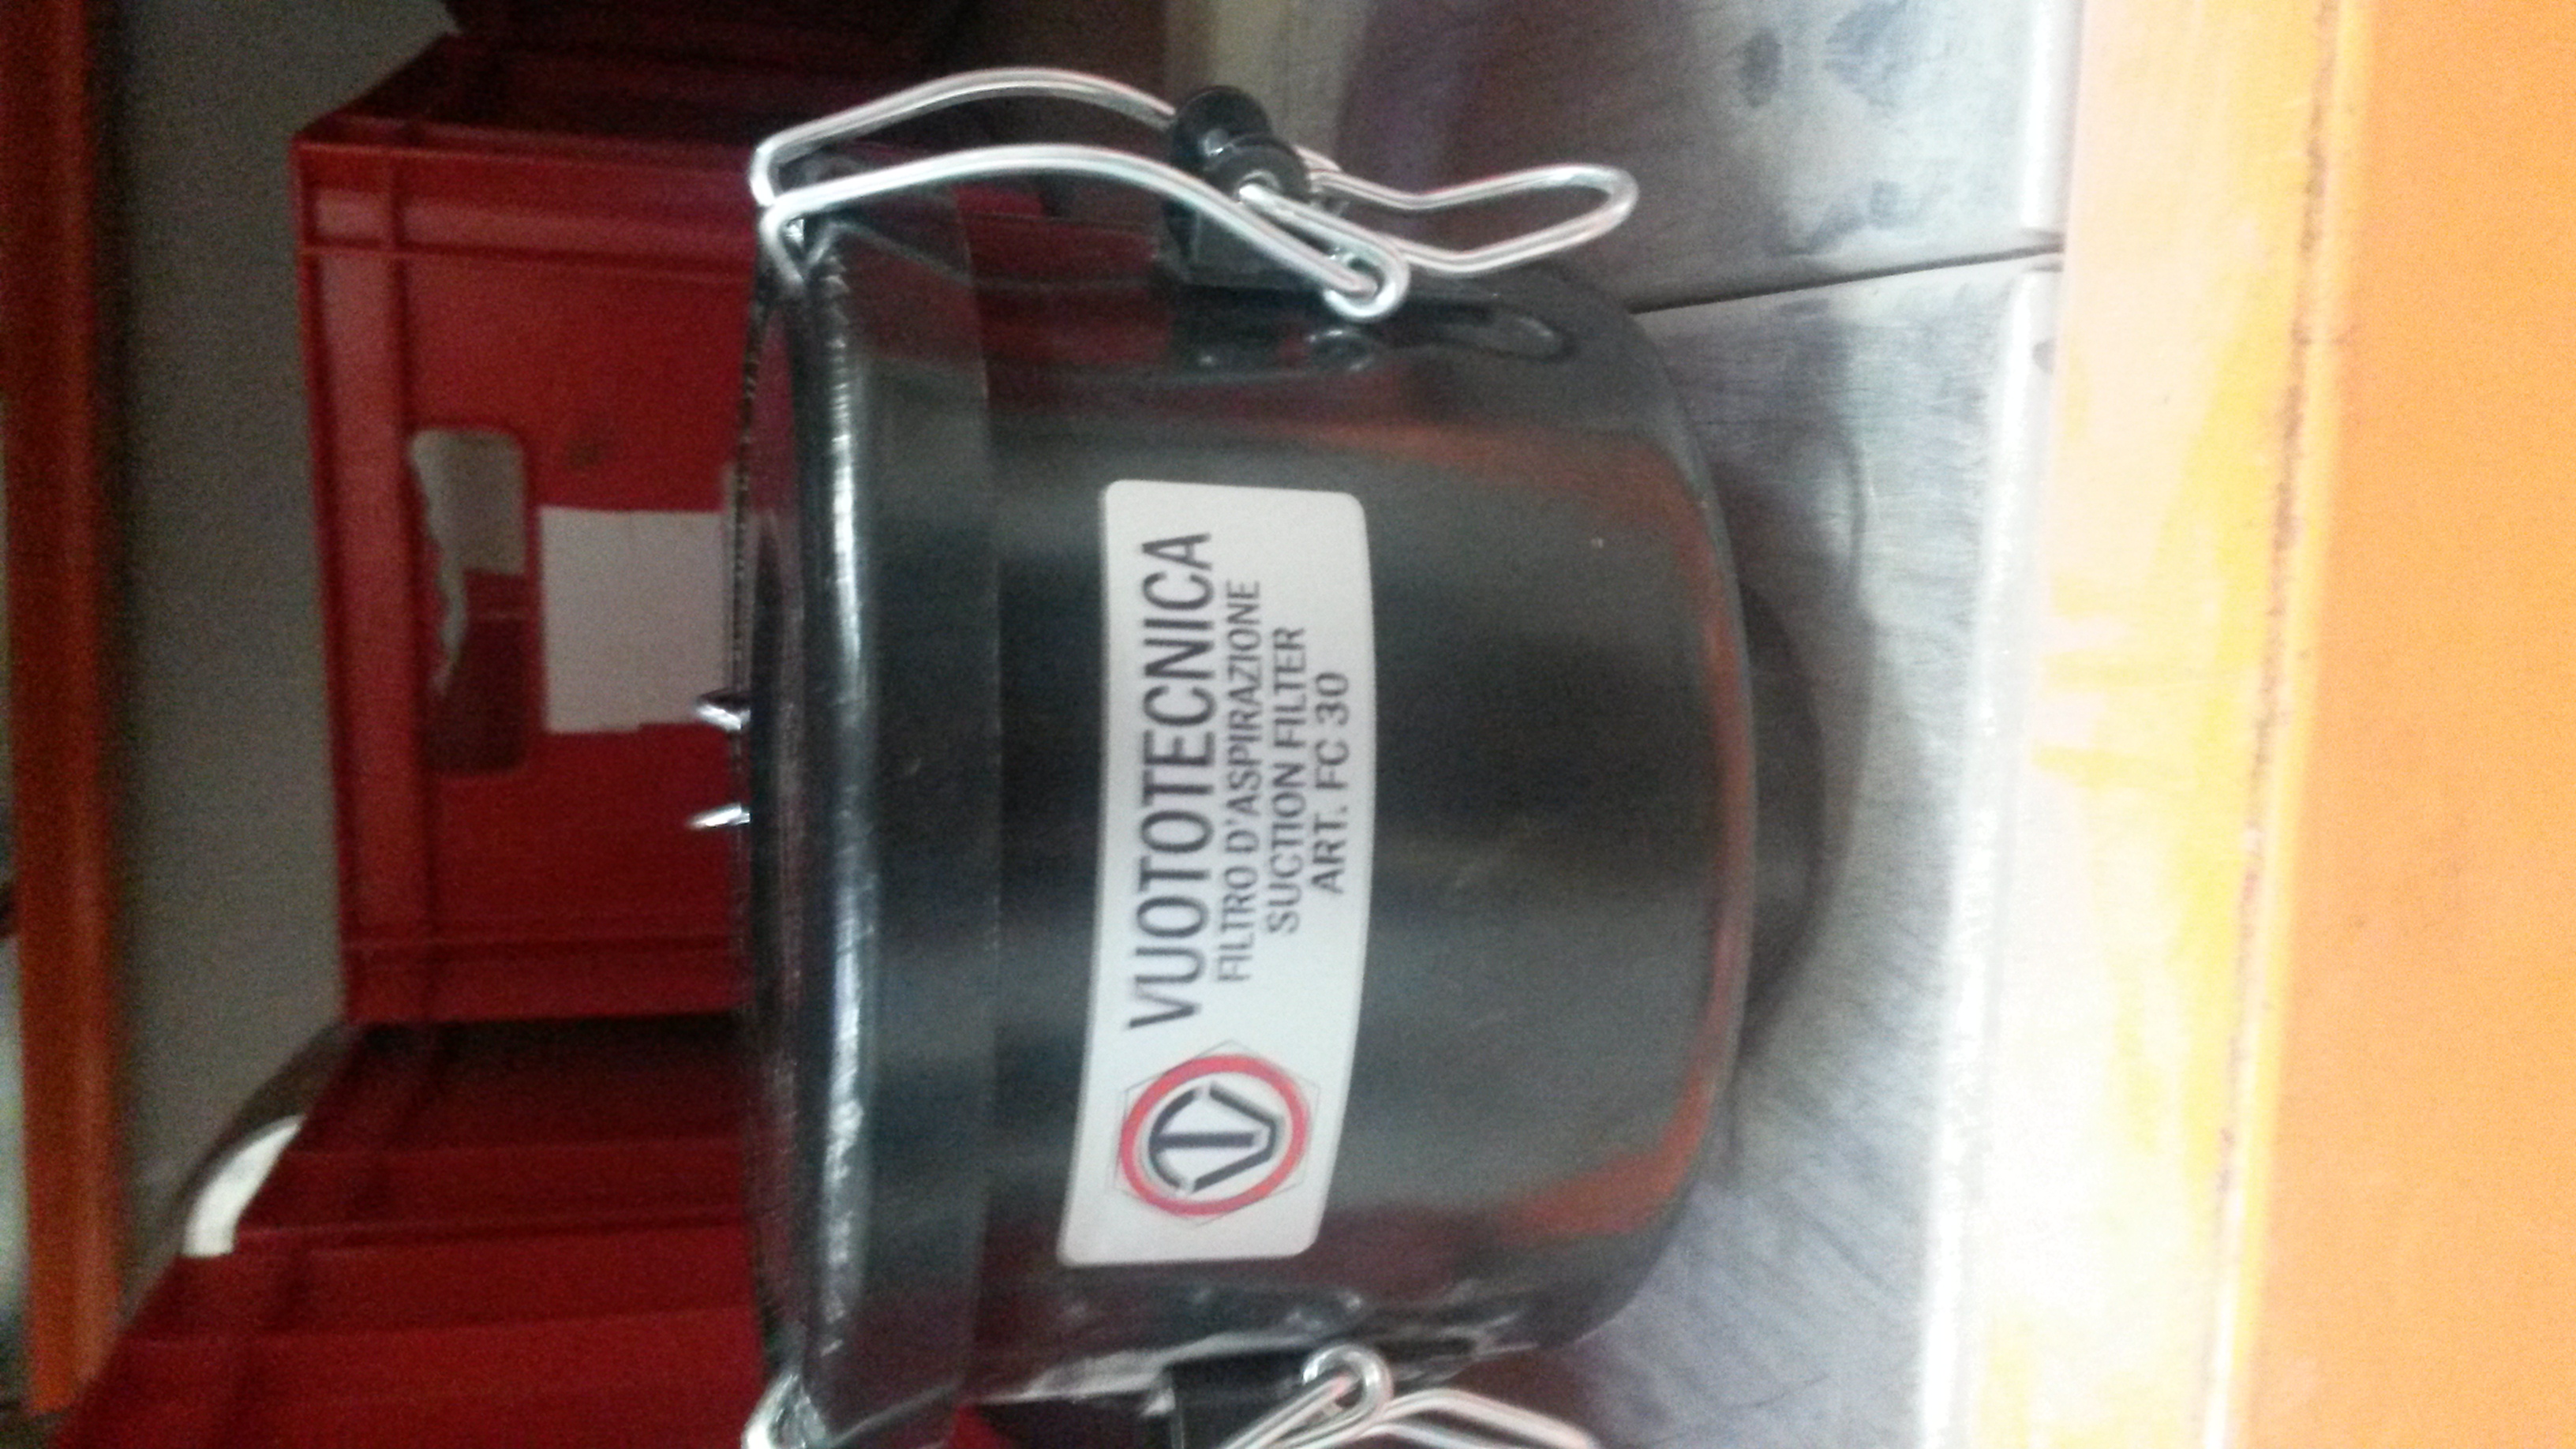 VUOTOTECNICA
FILTRO D'ASPIRAZIONE
SUCTION FILTER
ART. FC 30